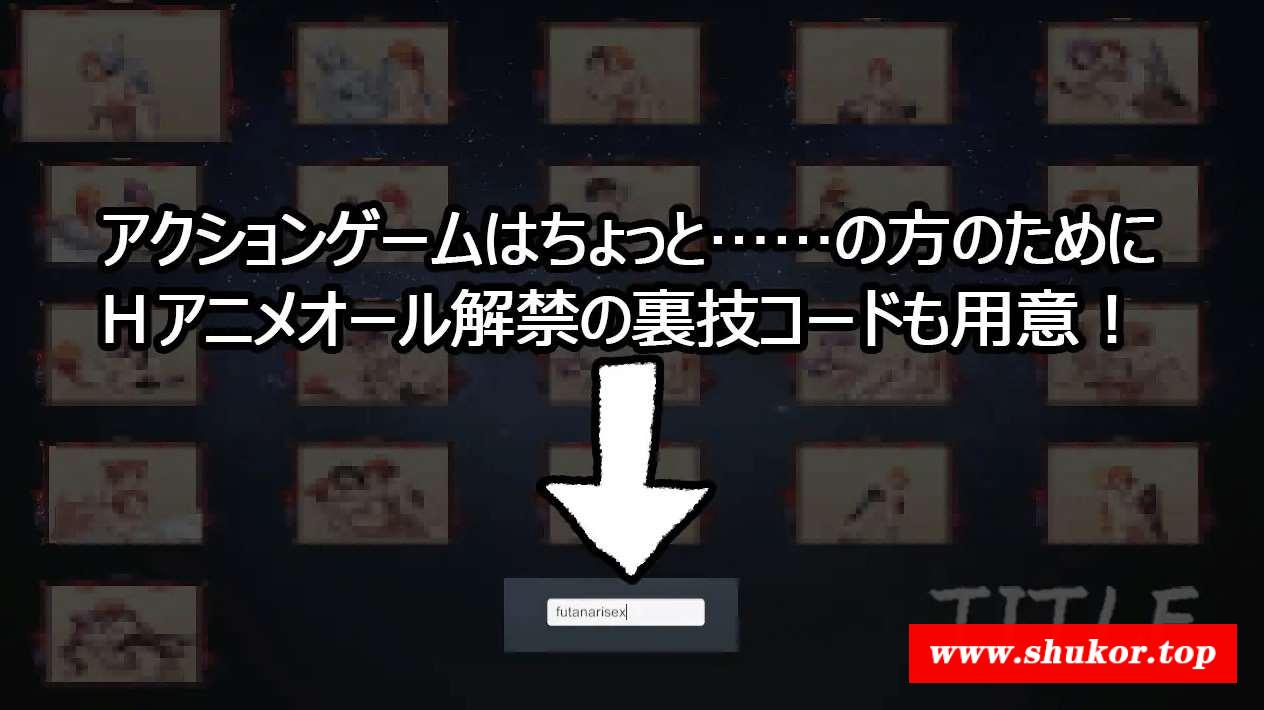 アクションゲームはちょっと……の方のために
Hアニメオール解禁の裏技コードも用意！
futanarisex
TITLE
www.shukor.top